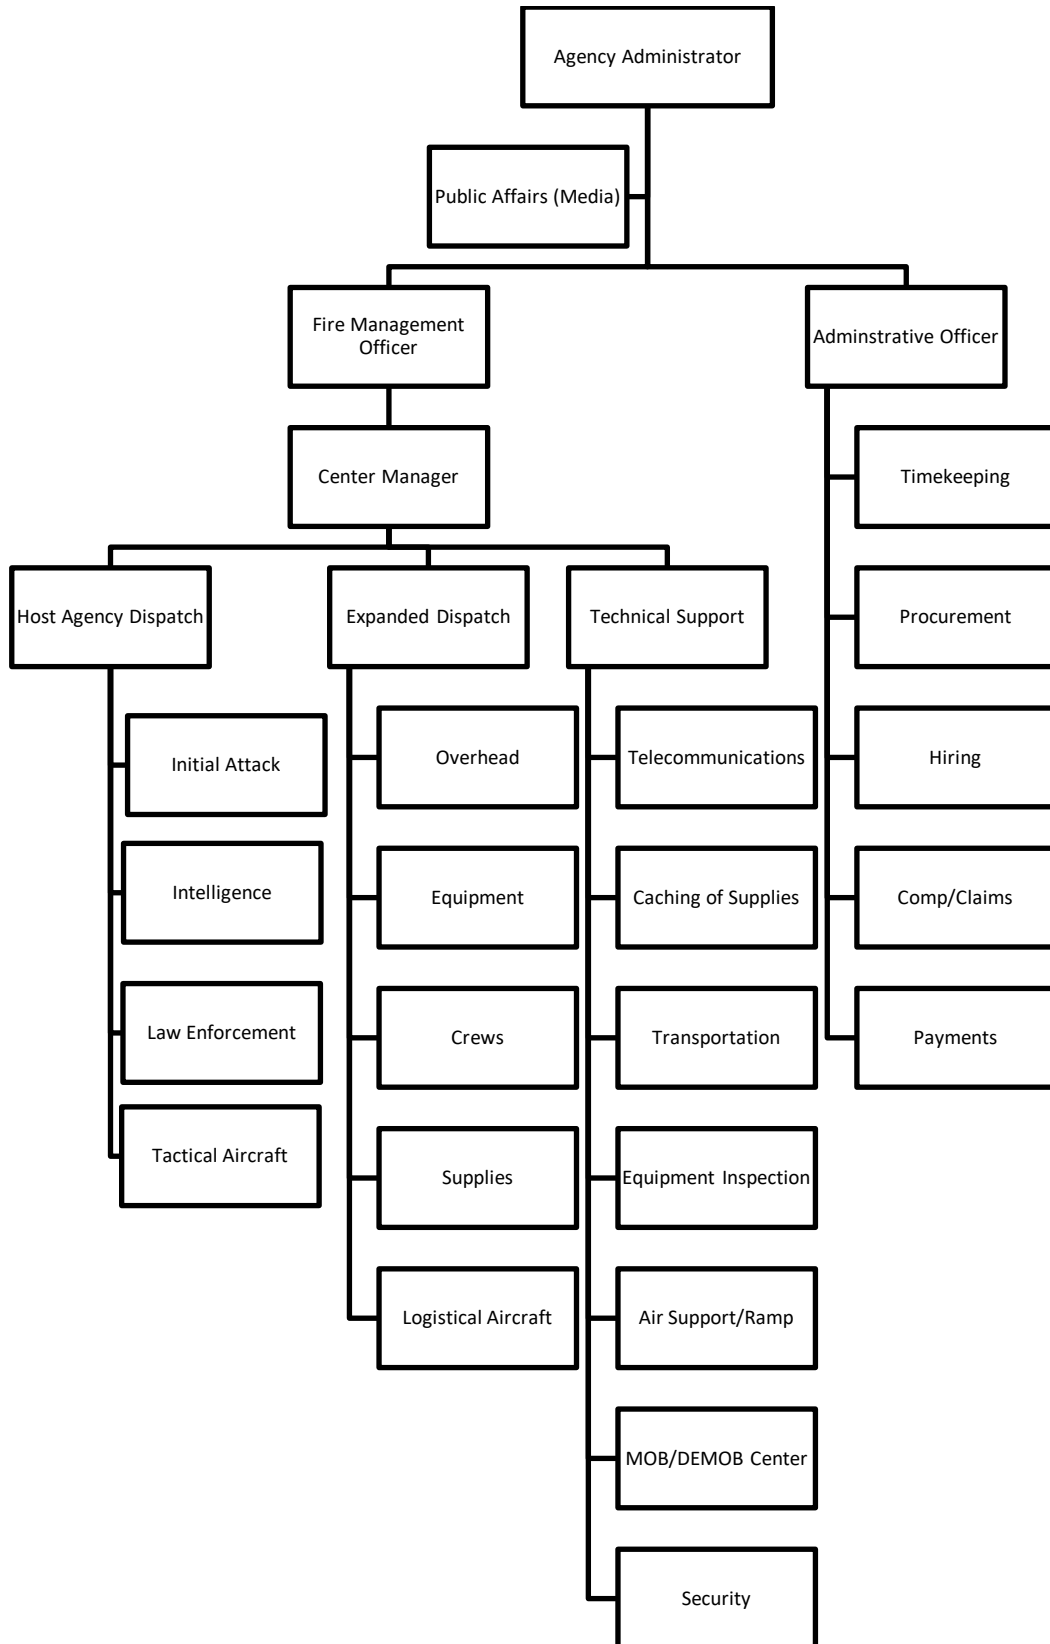 Agency Administrator
Public Affairs (Media)
Fire Management
Officer
Adminstrative Officer
Center Manager
Timekeeping
Procurement
Hiring
Comp/Claims
Payments
Host Agency Dispatch
Initial Attack
Intelligence
Law Enforcement
Tactical Aircraft
Expanded Dispatch
Overhead
Equipment
Crews
Supplies
Logistical Aircraft
Technical Support
Telecommunications
Caching of Supplies
Transportation
Equipment Inspection
Air Support/Ramp
MOB/DEMOB Center
Security